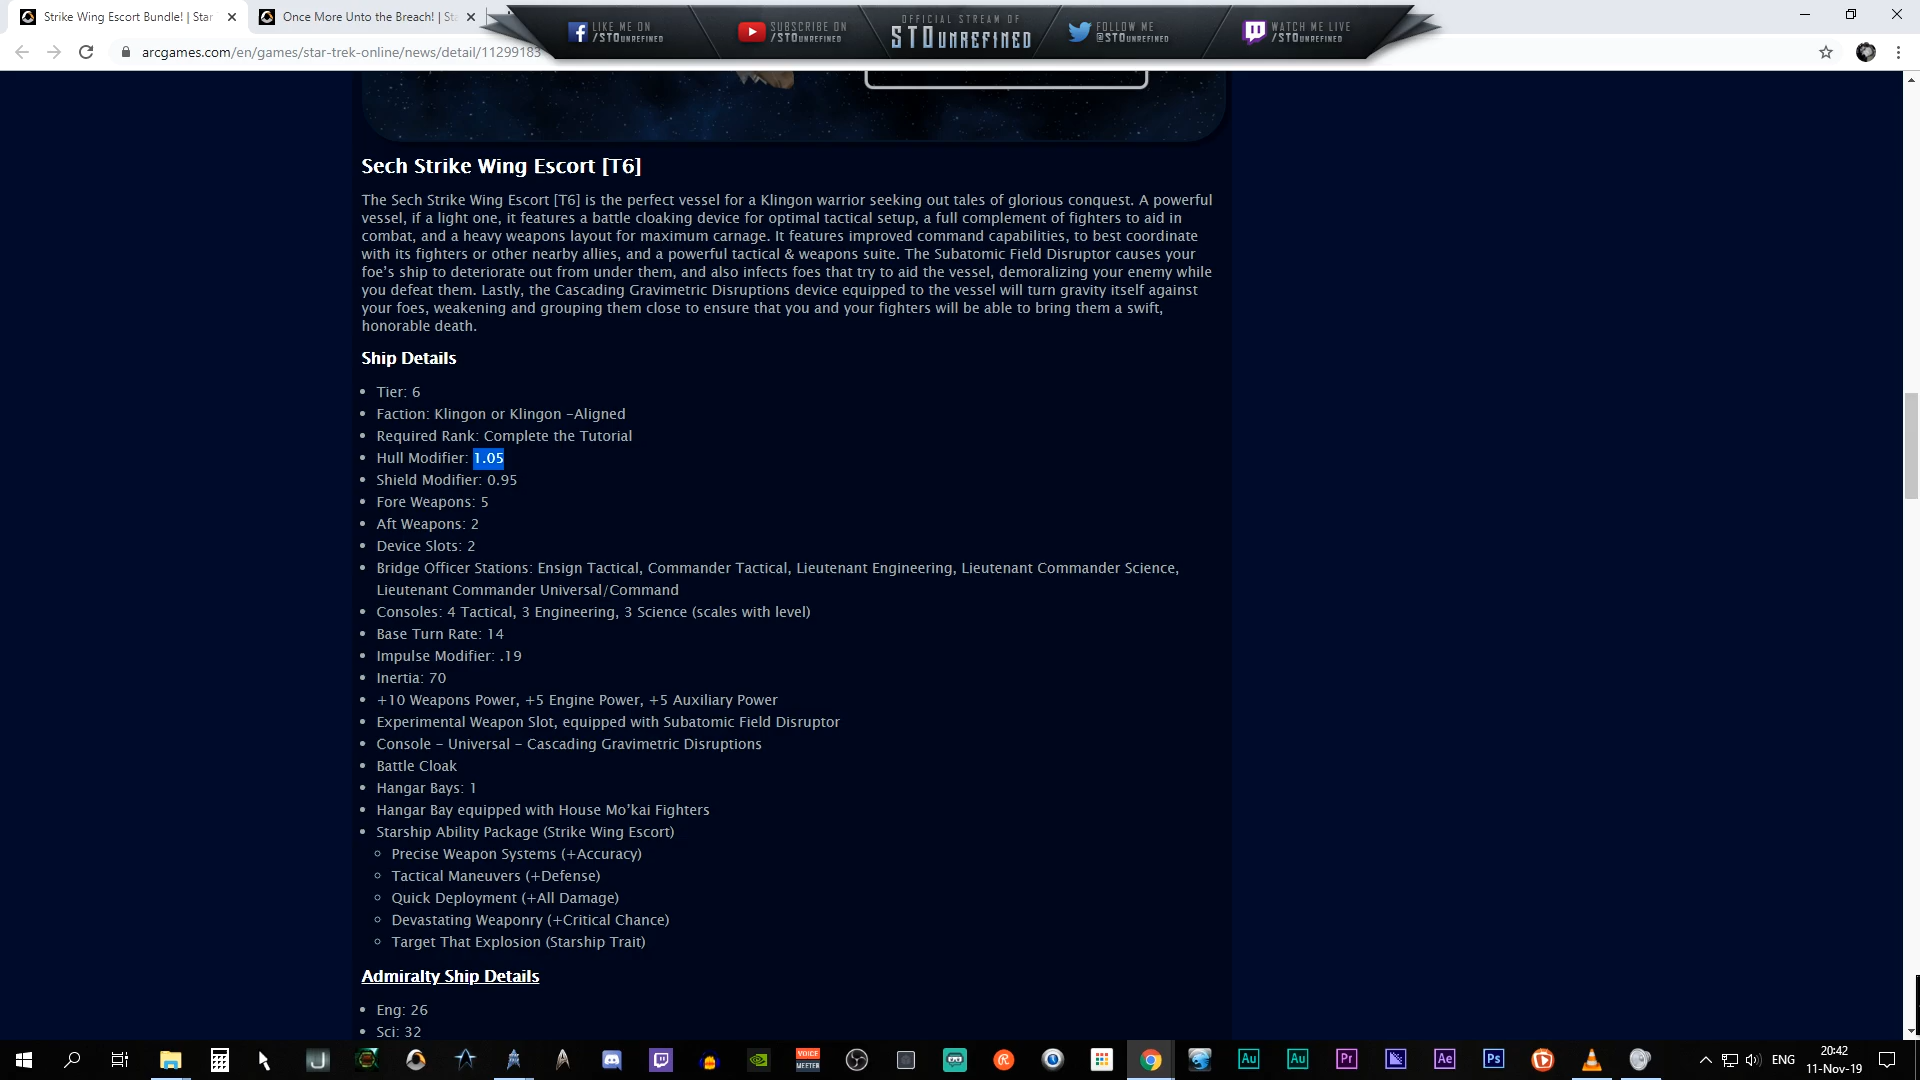 Strike Wing Escort Bundle! | Star
Once More Unto the Breach! | Sta
LIKE ME ON
/STOUNREFINED
SUBSCRIBE ON
/STOUNREFINED
OFFICIAL STREAM OF
STOUNREFINED
FOLLOW ME
@STOUNREFINED
WATCH ME LIVE
/STOUNREFINED
arcgames.com/en/games/star-trek-online/news/detail/11299183
Sech Strike Wing Escort [T6]
The Sech Strike Wing Escort [T6] is the perfect vessel for a Klingon warrior seeking out tales of glorious conquest. A powerful
vessel, if a light one, it features a battle cloaking device for optimal tactical setup, a full complement of fighters to aid in
combat, and a heavy weapons layout for maximum carnage. It features improved command capabilities, to best coordinate
with its fighters or other nearby allies, and a powerful tactical & weapons suite. The Subatomic Field Disruptor causes your
foe's ship to deteriorate out from under them, and also infects foes that try to aid the vessel, demoralizing your enemy while
you defeat them. Lastly, the Cascading Gravimetric Disruptions device equipped to the vessel will turn gravity itself against
your foes, weakening and grouping them close to ensure that you and your fighters will be able to bring them a swift,
honorable death.
Ship Details
• Tier: 6
• Faction: Klingon or Klingon -Aligned
• Required Rank: Complete the Tutorial
• Hull Modifier: 1.05
• Shield Modifier: 0.95
• Fore Weapons: 5
• Aft Weapons: 2
• Device Slots: 2
• Bridge Officer Stations: Ensign Tactical, Commander Tactical, Lieutenant Engineering, Lieutenant Commander Science,
Lieutenant Commander Universal/Command
• Consoles: 4 Tactical, 3 Engineering, 3 Science (scales with level)
• Base Turn Rate: 14
• Impulse Modifier: .19
• Inertia: 70
• +10 Weapons Power, +5 Engine Power, +5 Auxiliary Power
• Experimental Weapon Slot, equipped with Subatomic Field Disruptor
• Console - Universal - Cascading Gravimetric Disruptions
• Battle Cloak
• Hangar Bays: 1
• Hangar Bay equipped with House Mo'kai Fighters
• Starship Ability Package (Strike Wing Escort)
◦ Precise Weapon Systems (+Accuracy)
◦ Tactical Maneuvers (+Defense)
◦ Quick Deployment (+All Damage)
◦ Devastating Weaponry (+Critical Chance)
◦ Target That Explosion (Starship Trait)
Admiralty Ship Details
• Eng: 26
• Sci: 32
VOICE
MEETER
Au
Au
Pr
Ae
Ps
ENG
20:42
11-Nov-19